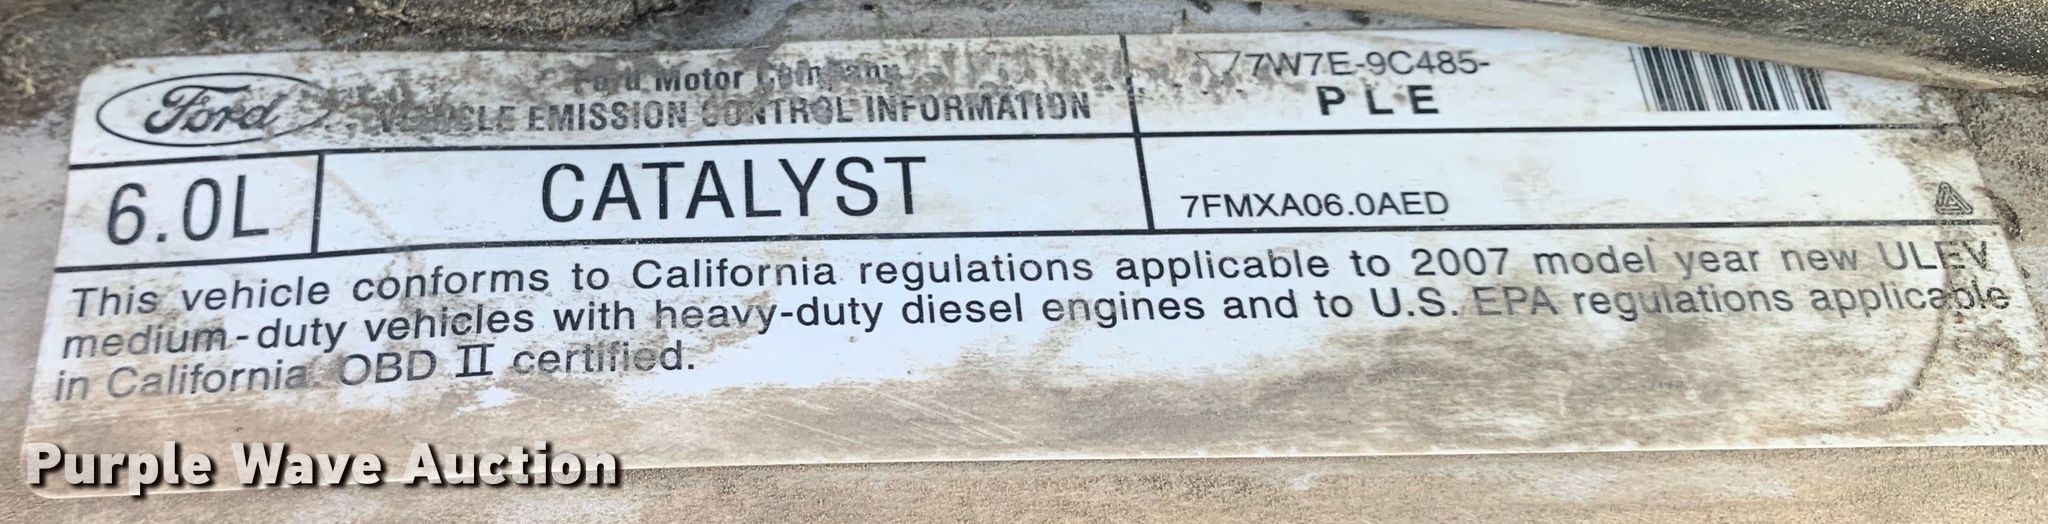 Ford
Ford Motor Company
VEHICLE EMISSION CONTROL INFORMATION
7W7E-9C485-
PLE
6.0L
CATALYST
7FMXA06.0AED
This vehicle conforms to California regulations applicable to 2007 model year new ULEV
medium-duty vehicles with heavy-duty diesel engines and to U.S. EPA regulations applicable
in California. OBD II certified.
Purple Wave Auction